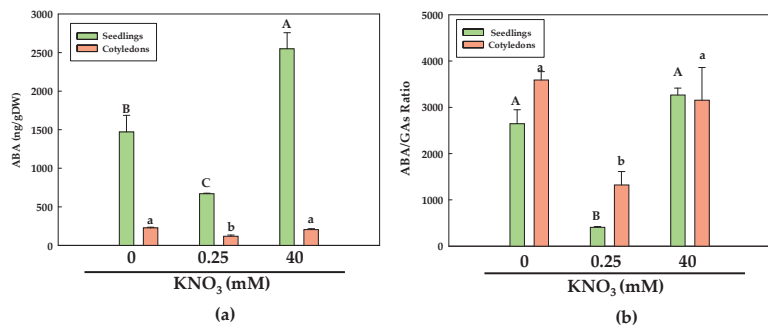 3000
2500
2000
1500
1000
500
0
ABA (ng/gDW)
Seedlings
Cotyledons
B
a
C
b
A
a
0 0.25 40
KNO3 (mM)
(a)
5000
4000
3000
2000
1000
0
ABA/GAs Ratio
Seedlings
Cotyledons
A
a
B
b
A
a
0 0.25 40
KNO3 (mM)
(b)